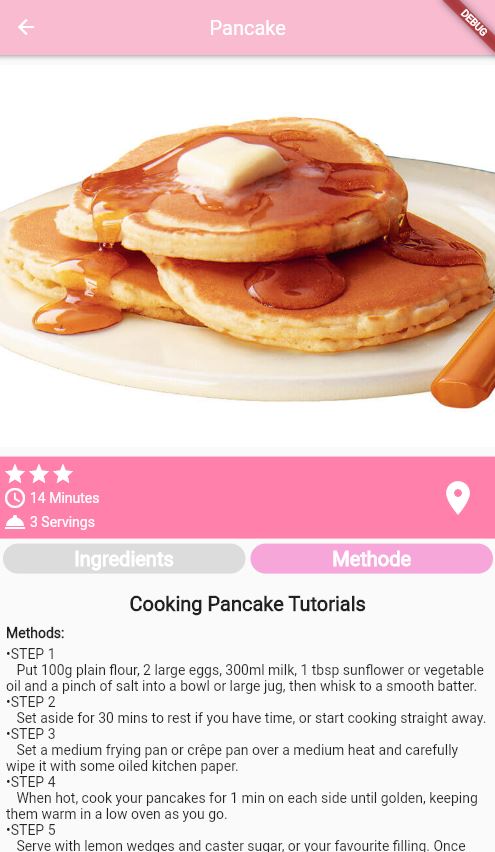 Pancake
DEBUG
14 Minutes
3 Servings
Ingredients
Methode
Cooking Pancake Tutorials
Methods:
•STEP 1
Put 100g plain flour, 2 large eggs, 300ml milk, 1 tbsp sunflower or vegetable
oil and a pinch of salt into a bowl or large jug, then whisk to a smooth batter.
•STEP 2
Set aside for 30 mins to rest if you have time, or start cooking straight away.
•STEP 3
Set a medium frying pan or crêpe pan over a medium heat and carefully
wipe it with some oiled kitchen paper.
•STEP 4
When hot, cook your pancakes for 1 min on each side until golden, keeping
them warm in a low oven as you go.
•STEP 5
Serve with lemon wedges and caster sugar, or your favourite filling. Once